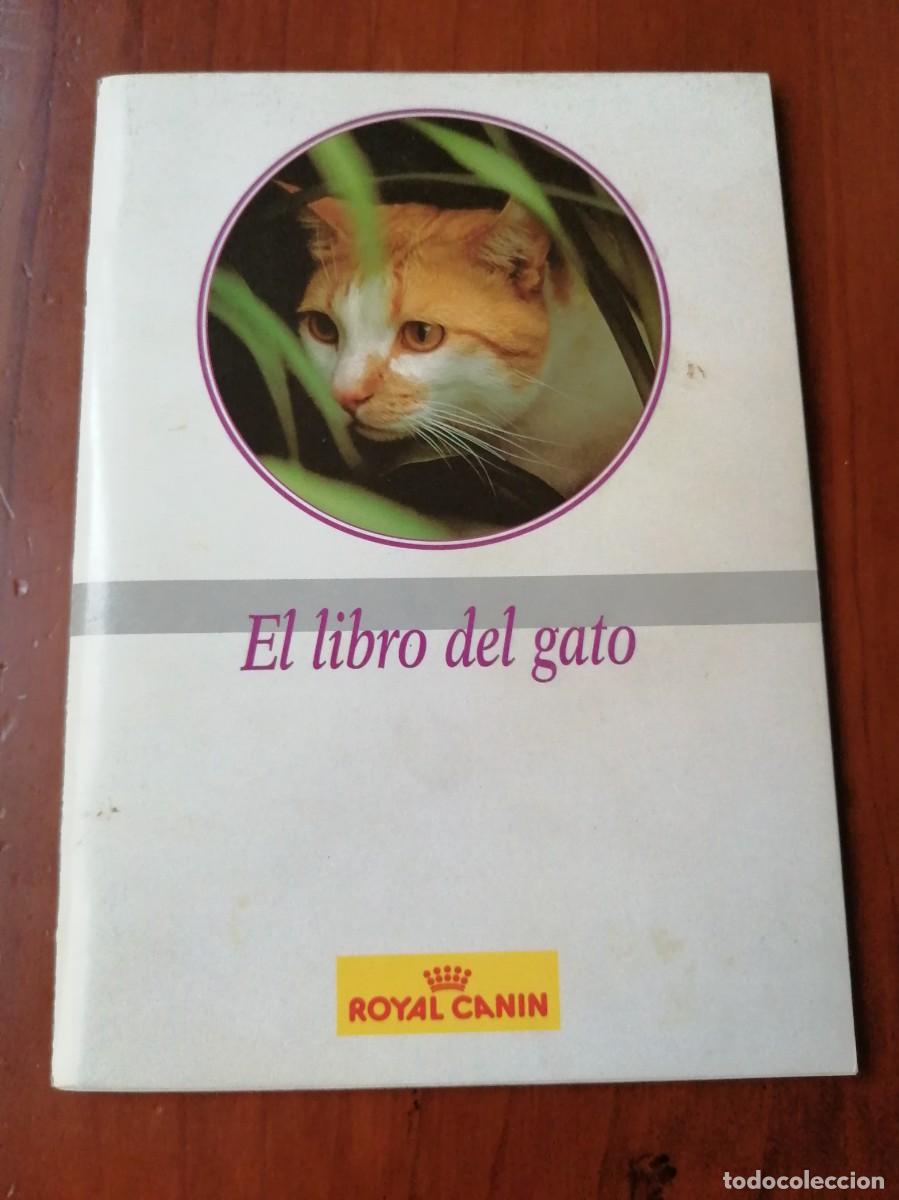 El libro del gato
ROYAL CANIN
todocoleccion